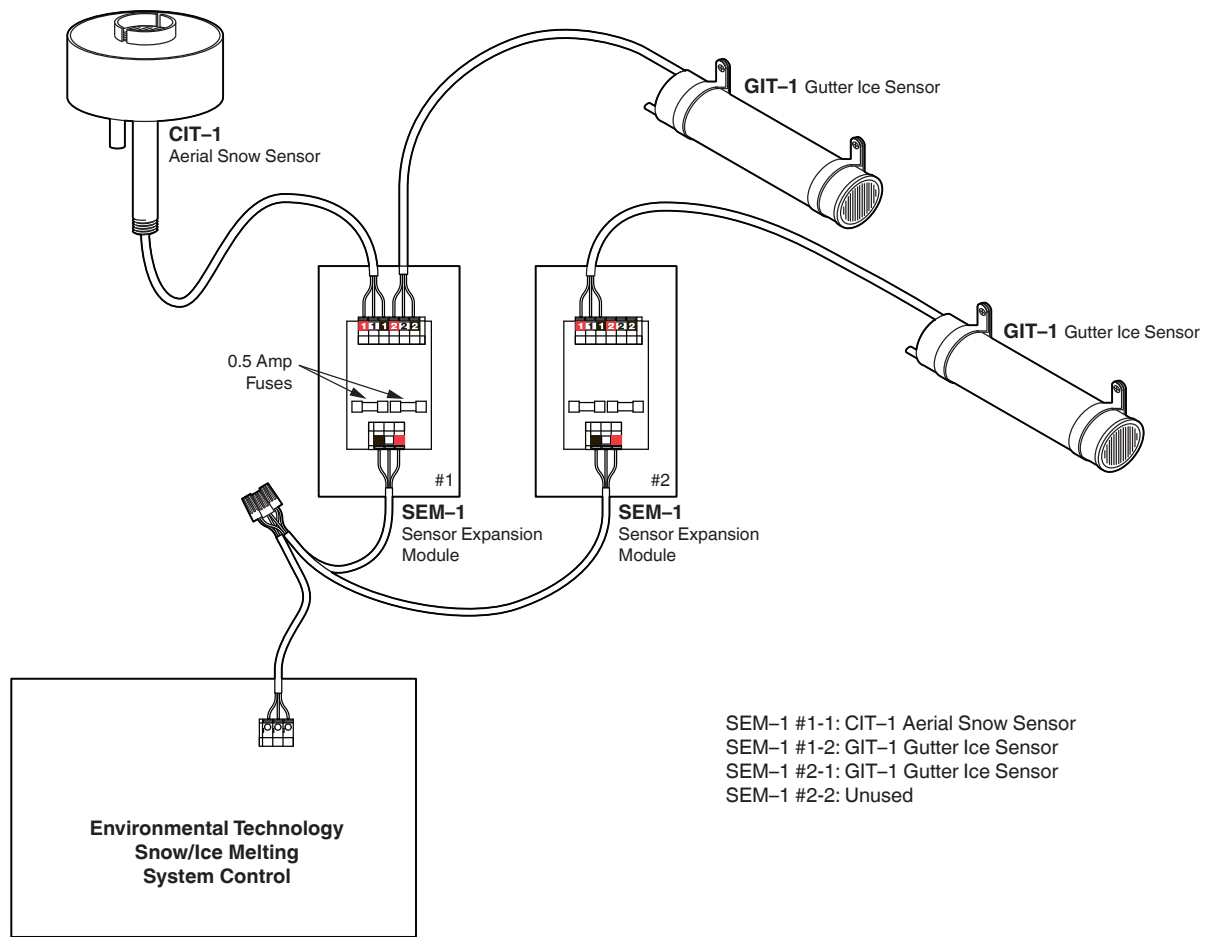 GIT–1 Gutter Ice Sensor
CIT–1
Aerial Snow Sensor
1 1 1 2 2 2
1 1 1 2 2 2
GIT–1 Gutter Ice Sensor
0.5 Amp
Fuses
#1
#2
SEM–1
Sensor Expansion
Module
SEM–1
Sensor Expansion
Module
SEM–1 #1-1: CIT–1 Aerial Snow Sensor
SEM–1 #1-2: GIT–1 Gutter Ice Sensor
SEM–1 #2-1: GIT–1 Gutter Ice Sensor
SEM–1 #2-2: Unused
Environmental Technology
Snow/Ice Melting
System Control